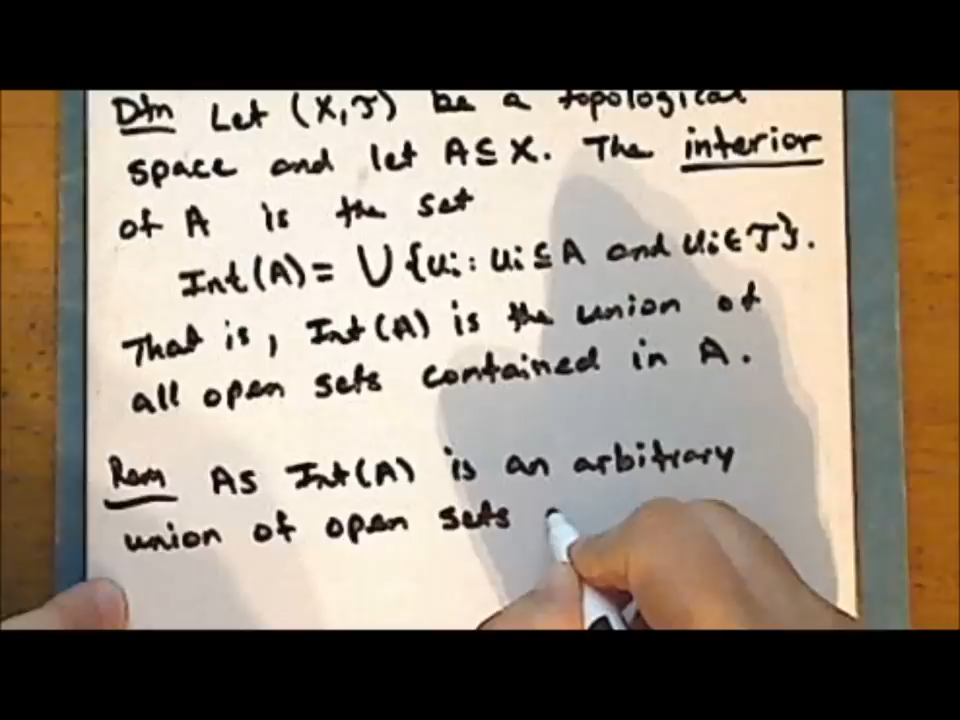 Dfn Let (X,𝒯) be a topological
space and let A⊆X. The interior
of A is the set
Int(A) = ⋃{Ui : Ui⊆A and Ui∈𝒯}.
That is, Int(A) is the union of
all open sets contained in A.
Rem As Int(A) is an arbitrary
union of open sets